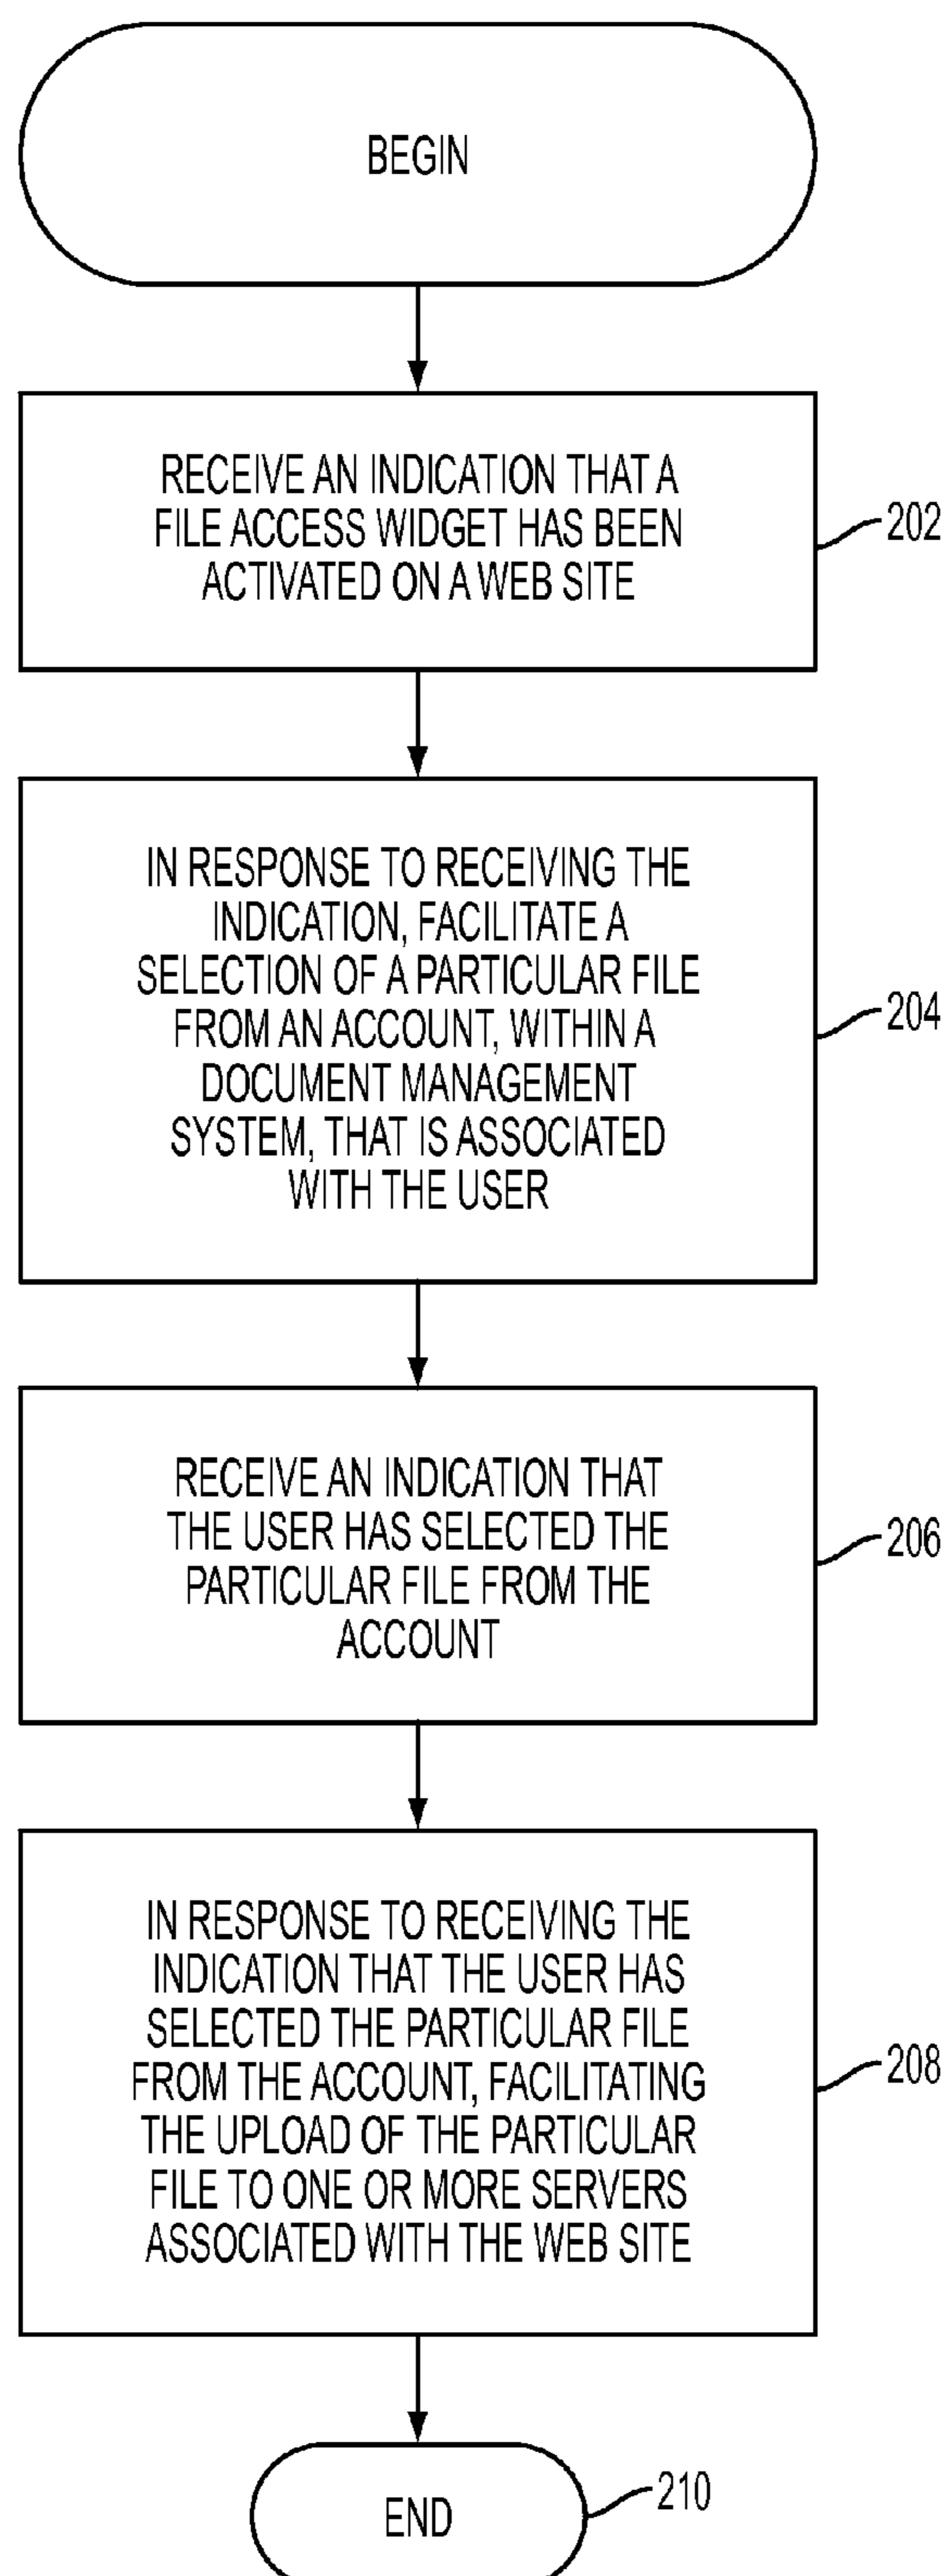 BEGIN
RECEIVE AN INDICATION THAT A
FILE ACCESS WIDGET HAS BEEN
ACTIVATED ON A WEB SITE
202
IN RESPONSE TO RECEIVING THE
INDICATION, FACILITATE A
SELECTION OF A PARTICULAR FILE
FROM AN ACCOUNT, WITHIN A
DOCUMENT MANAGEMENT
SYSTEM, THAT IS ASSOCIATED
WITH THE USER
204
RECEIVE AN INDICATION THAT
THE USER HAS SELECTED THE
PARTICULAR FILE FROM THE
ACCOUNT
206
IN RESPONSE TO RECEIVING THE
INDICATION THAT THE USER HAS
SELECTED THE PARTICULAR FILE
FROM THE ACCOUNT, FACILITATING
THE UPLOAD OF THE PARTICULAR
FILE TO ONE OR MORE SERVERS
ASSOCIATED WITH THE WEB SITE
208
END
210